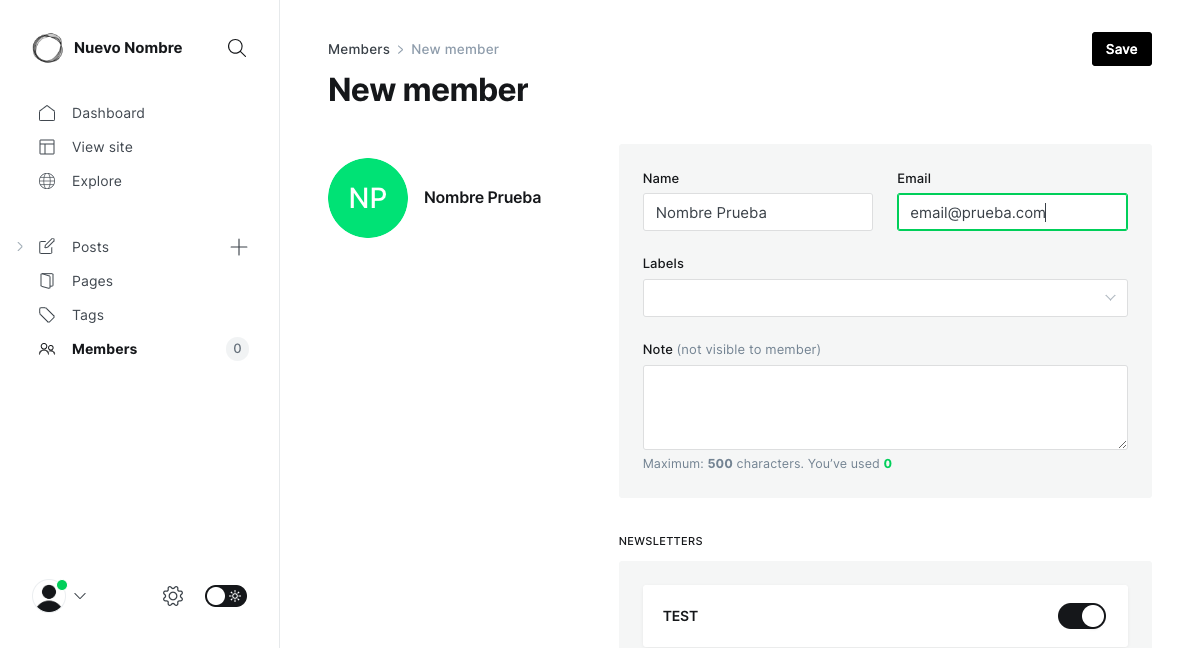 Nuevo Nombre
Dashboard
View site
Explore
Posts
Pages
Tags
Members
0
Members > New member
Save
New member
NP
Nombre Prueba
Name
Nombre Prueba
Email
email@prueba.com
Labels
Note (not visible to member)
Maximum: 500 characters. You’ve used 0
NEWSLETTERS
TEST